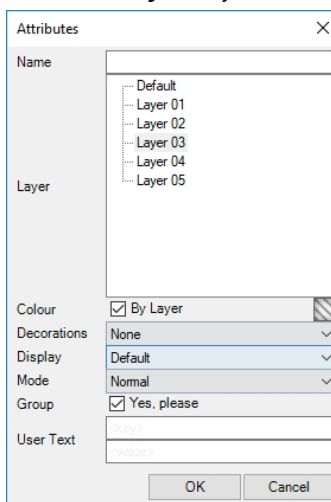 Attributes
Name
Default
Layer 01
Layer 02
Layer 03
Layer 04
Layer 05
Layer
Colour By Layer
Decorations None
Display Default
Mode Normal
Group Yes, please
<key>
User Text
<value>
OK Cancel